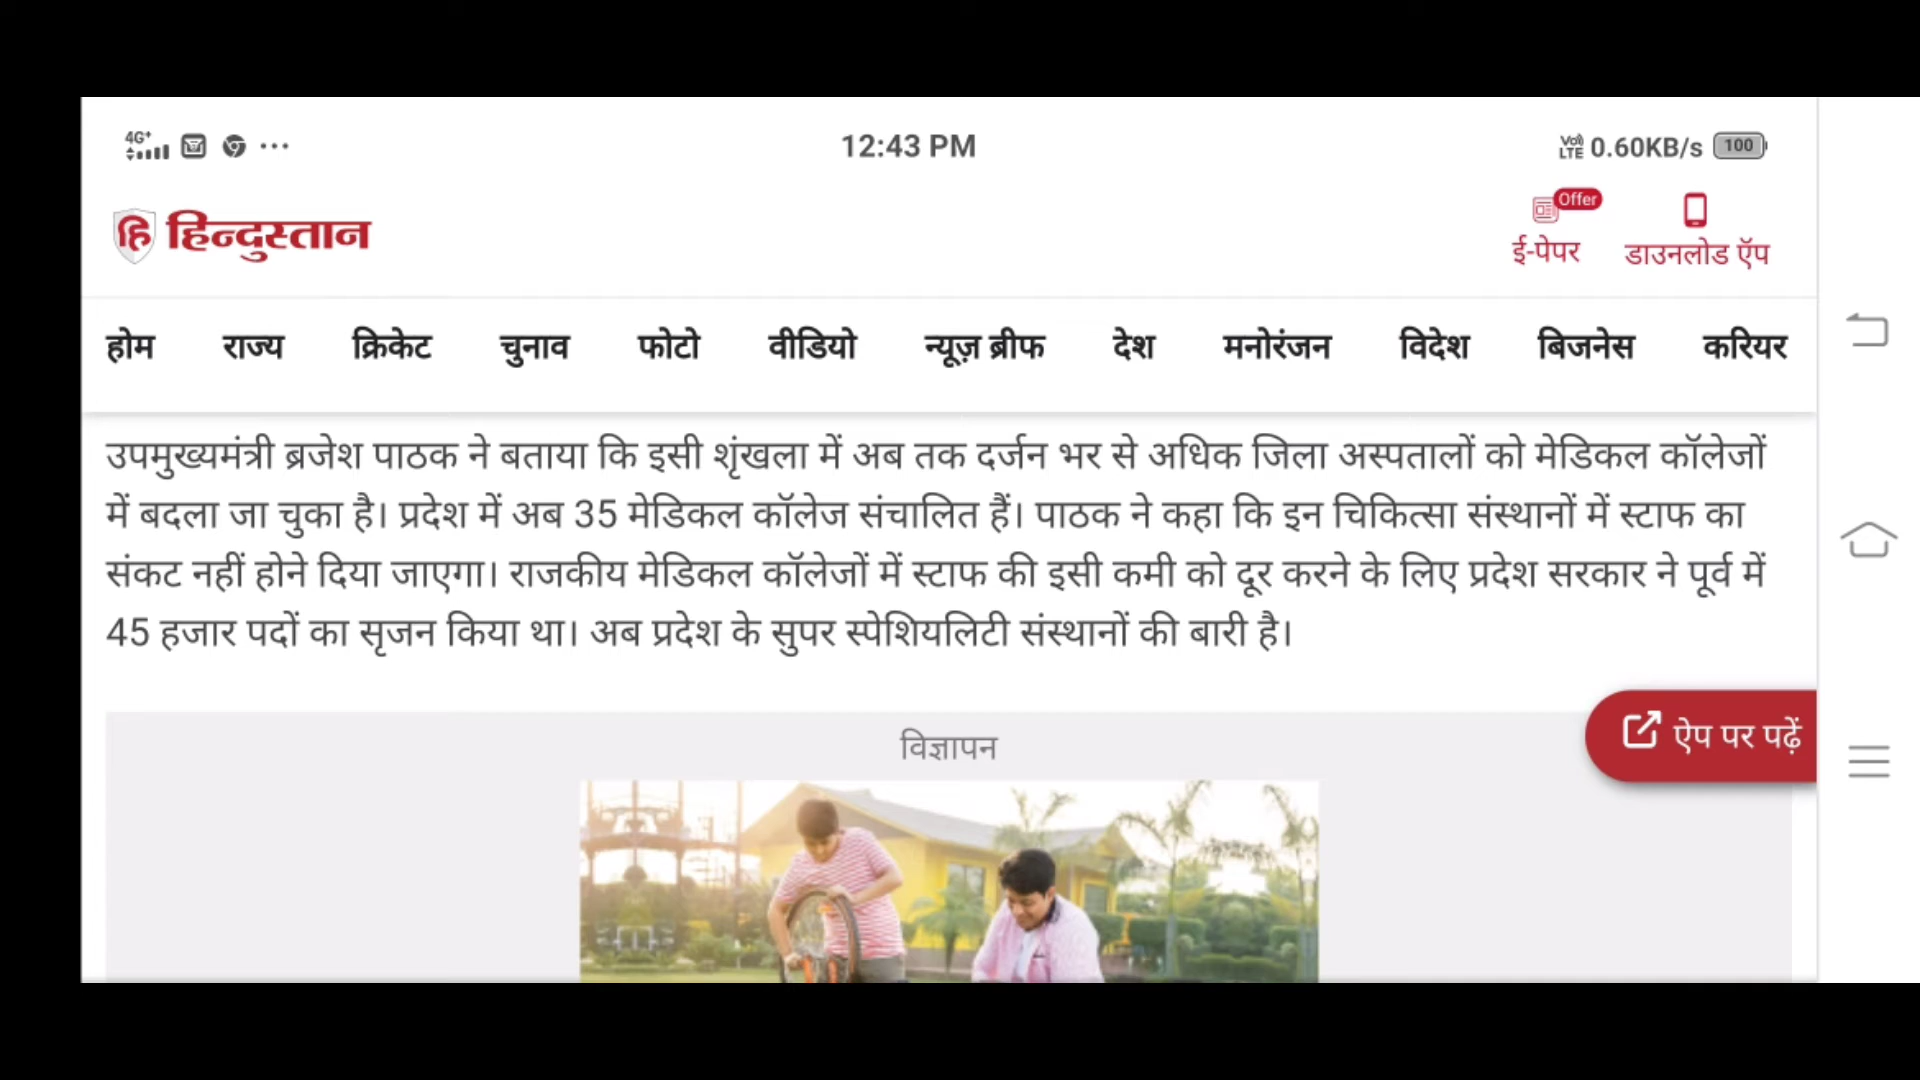 4G+
12:43 PM
VoD LTE 0.60KB/s 100
हि हिन्दुस्तान
Offer
ई-पेपर डाउनलोड ऍप
होम राज्य क्रिकेट चुनाव फोटो वीडियो न्यूज़ ब्रीफ देश मनोरंजन विदेश बिजनेस करियर
उपमुख्यमंत्री ब्रजेश पाठक ने बताया कि इसी शृंखला में अब तक दर्जन भर से अधिक जिला अस्पतालों को मेडिकल कॉलेजों
में बदला जा चुका है। प्रदेश में अब 35 मेडिकल कॉलेज संचालित हैं। पाठक ने कहा कि इन चिकित्सा संस्थानों में स्टाफ का
संकट नहीं होने दिया जाएगा। राजकीय मेडिकल कॉलेजों में स्टाफ की इसी कमी को दूर करने के लिए प्रदेश सरकार ने पूर्व में
45 हजार पदों का सृजन किया था। अब प्रदेश के सुपर स्पेशियलिटी संस्थानों की बारी है।
ऐप पर पढ़ें
विज्ञापन